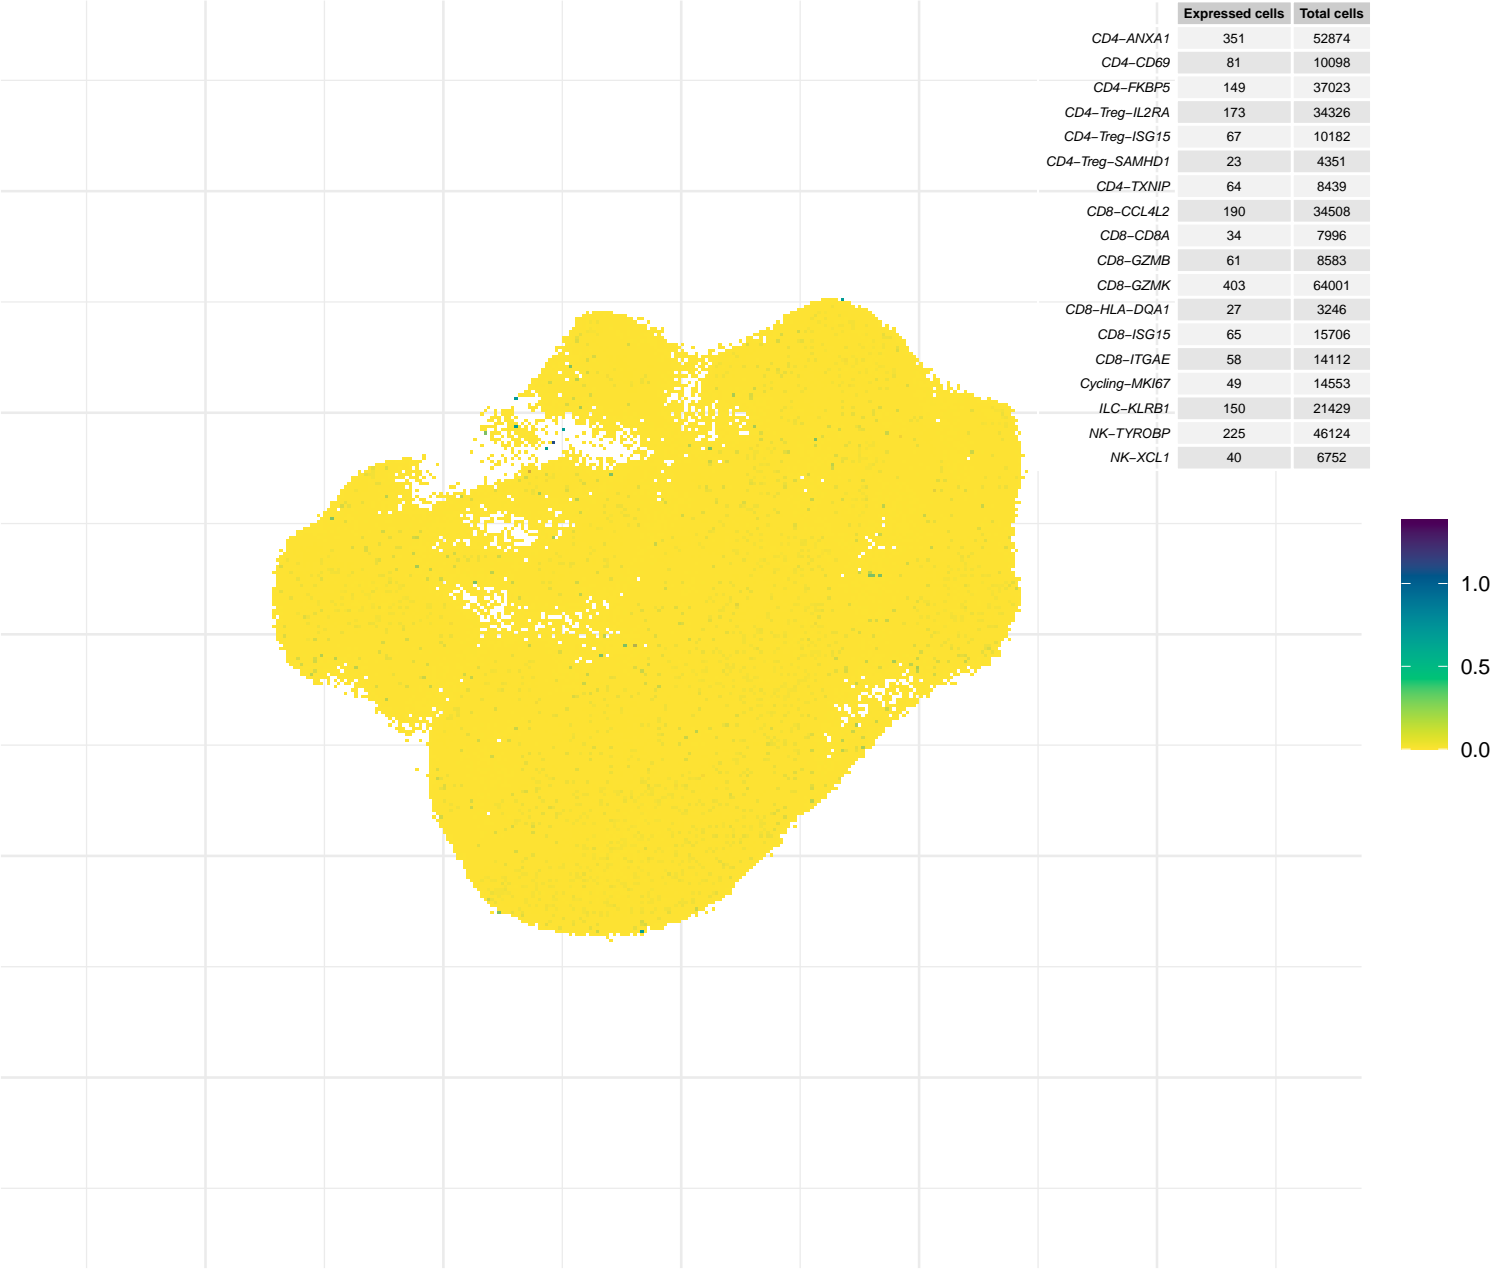 Expressed cells Total cells
CD4−ANXA1 351 52874
CD4−CD69 81 10098
CD4−FKBP5 149 37023
CD4−Treg−IL2RA 173 34326
CD4−Treg−ISG15 67 10182
CD4−Treg−SAMHD1 23 4351
CD4−TXNIP 64 8439
CD8−CCL4L2 190 34508
CD8−CD8A 34 7996
CD8−GZMB 61 8583
CD8−GZMK 403 64001
CD8−HLA−DQA1 27 3246
CD8−ISG15 65 15706
CD8−ITGAE 58 14112
Cycling−MKI67 49 14553
ILC−KLRB1 150 21429
NK−TYROBP 225 46124
NK−XCL1 40 6752
1.0
0.5
0.0